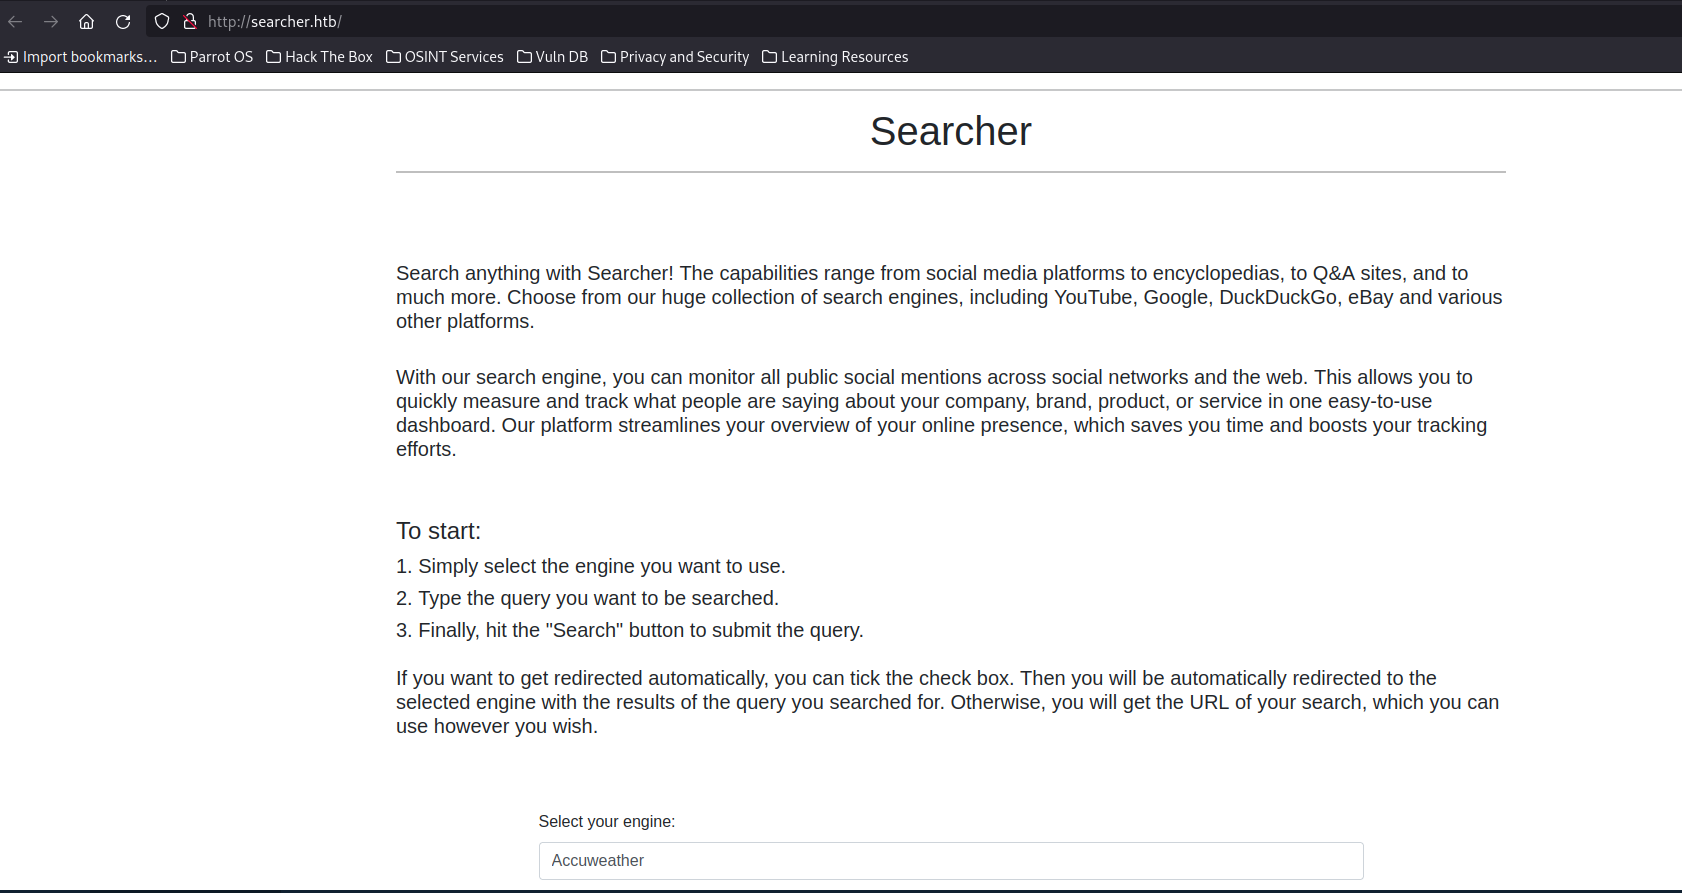 http://searcher.htb/
Import bookmarks... Parrot OS Hack The Box OSINT Services Vuln DB Privacy and Security Learning Resources
Searcher
Search anything with Searcher! The capabilities range from social media platforms to encyclopedias, to Q&A sites, and to
much more. Choose from our huge collection of search engines, including YouTube, Google, DuckDuckGo, eBay and various
other platforms.
With our search engine, you can monitor all public social mentions across social networks and the web. This allows you to
quickly measure and track what people are saying about your company, brand, product, or service in one easy-to-use
dashboard. Our platform streamlines your overview of your online presence, which saves you time and boosts your tracking
efforts.
To start:
1. Simply select the engine you want to use.
2. Type the query you want to be searched.
3. Finally, hit the "Search" button to submit the query.
If you want to get redirected automatically, you can tick the check box. Then you will be automatically redirected to the
selected engine with the results of the query you searched for. Otherwise, you will get the URL of your search, which you can
use however you wish.
Select your engine:
Accuweather